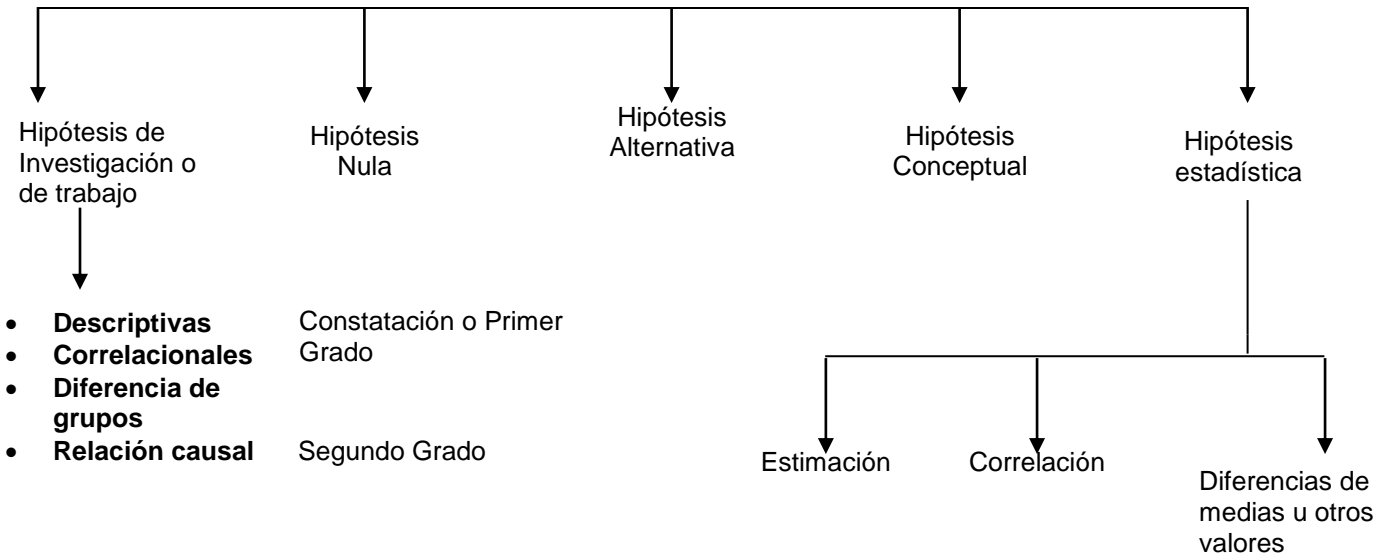 Hipótesis de
Investigación o
de trabajo
Hipótesis
Nula
Hipótesis
Alternativa
Hipótesis
Conceptual
Hipótesis
estadística
• Descriptivas
• Correlacionales
• Diferencia de
grupos
• Relación causal
Constatación o Primer
Grado
Segundo Grado
Estimación
Correlación
Diferencias de
medias u otros
valores